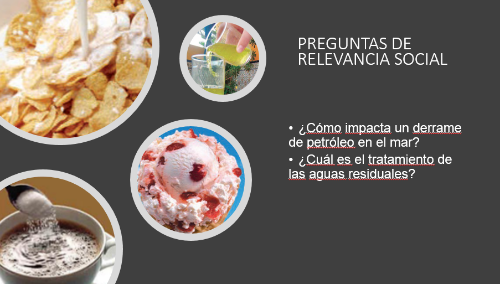 PREGUNTAS DE
RELEVANCIA SOCIAL
• ¿Cómo impacta un derrame
de petróleo en el mar?
• ¿Cuál es el tratamiento de
las aguas residuales?